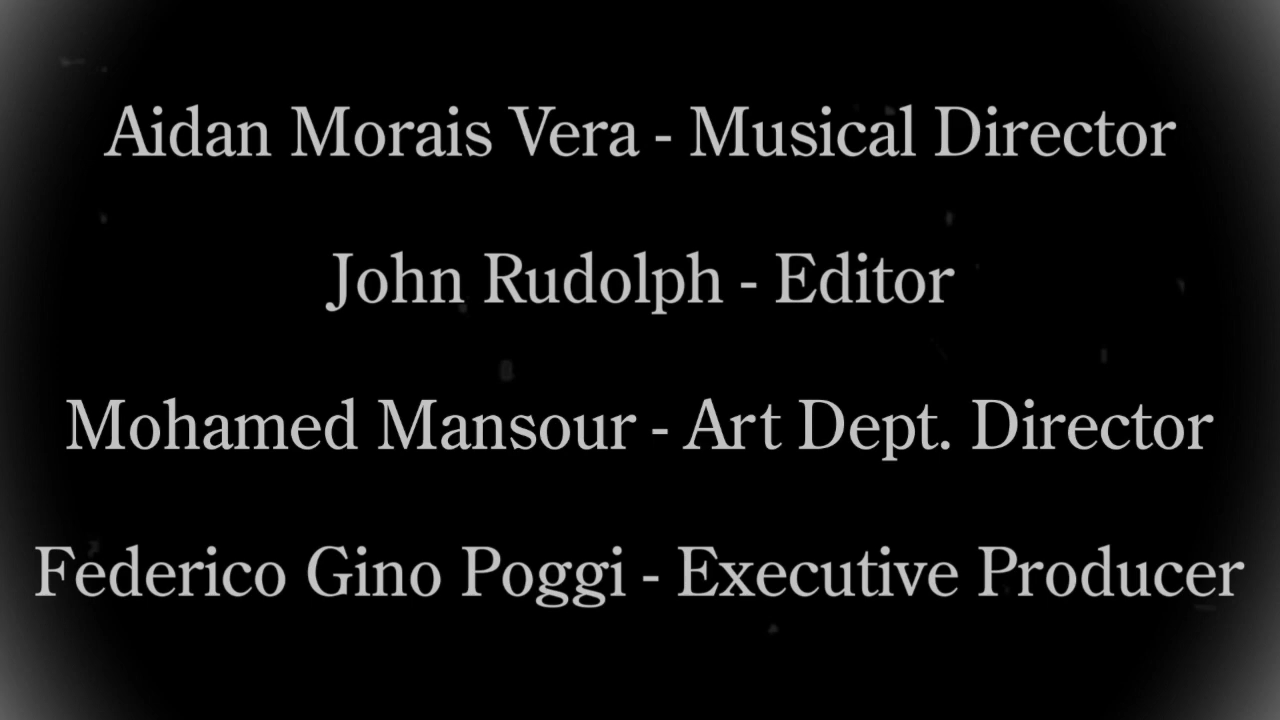 Aidan Morais Vera - Musical Director
John Rudolph - Editor
Mohamed Mansour - Art Dept. Director
Federico Gino Poggi - Executive Producer